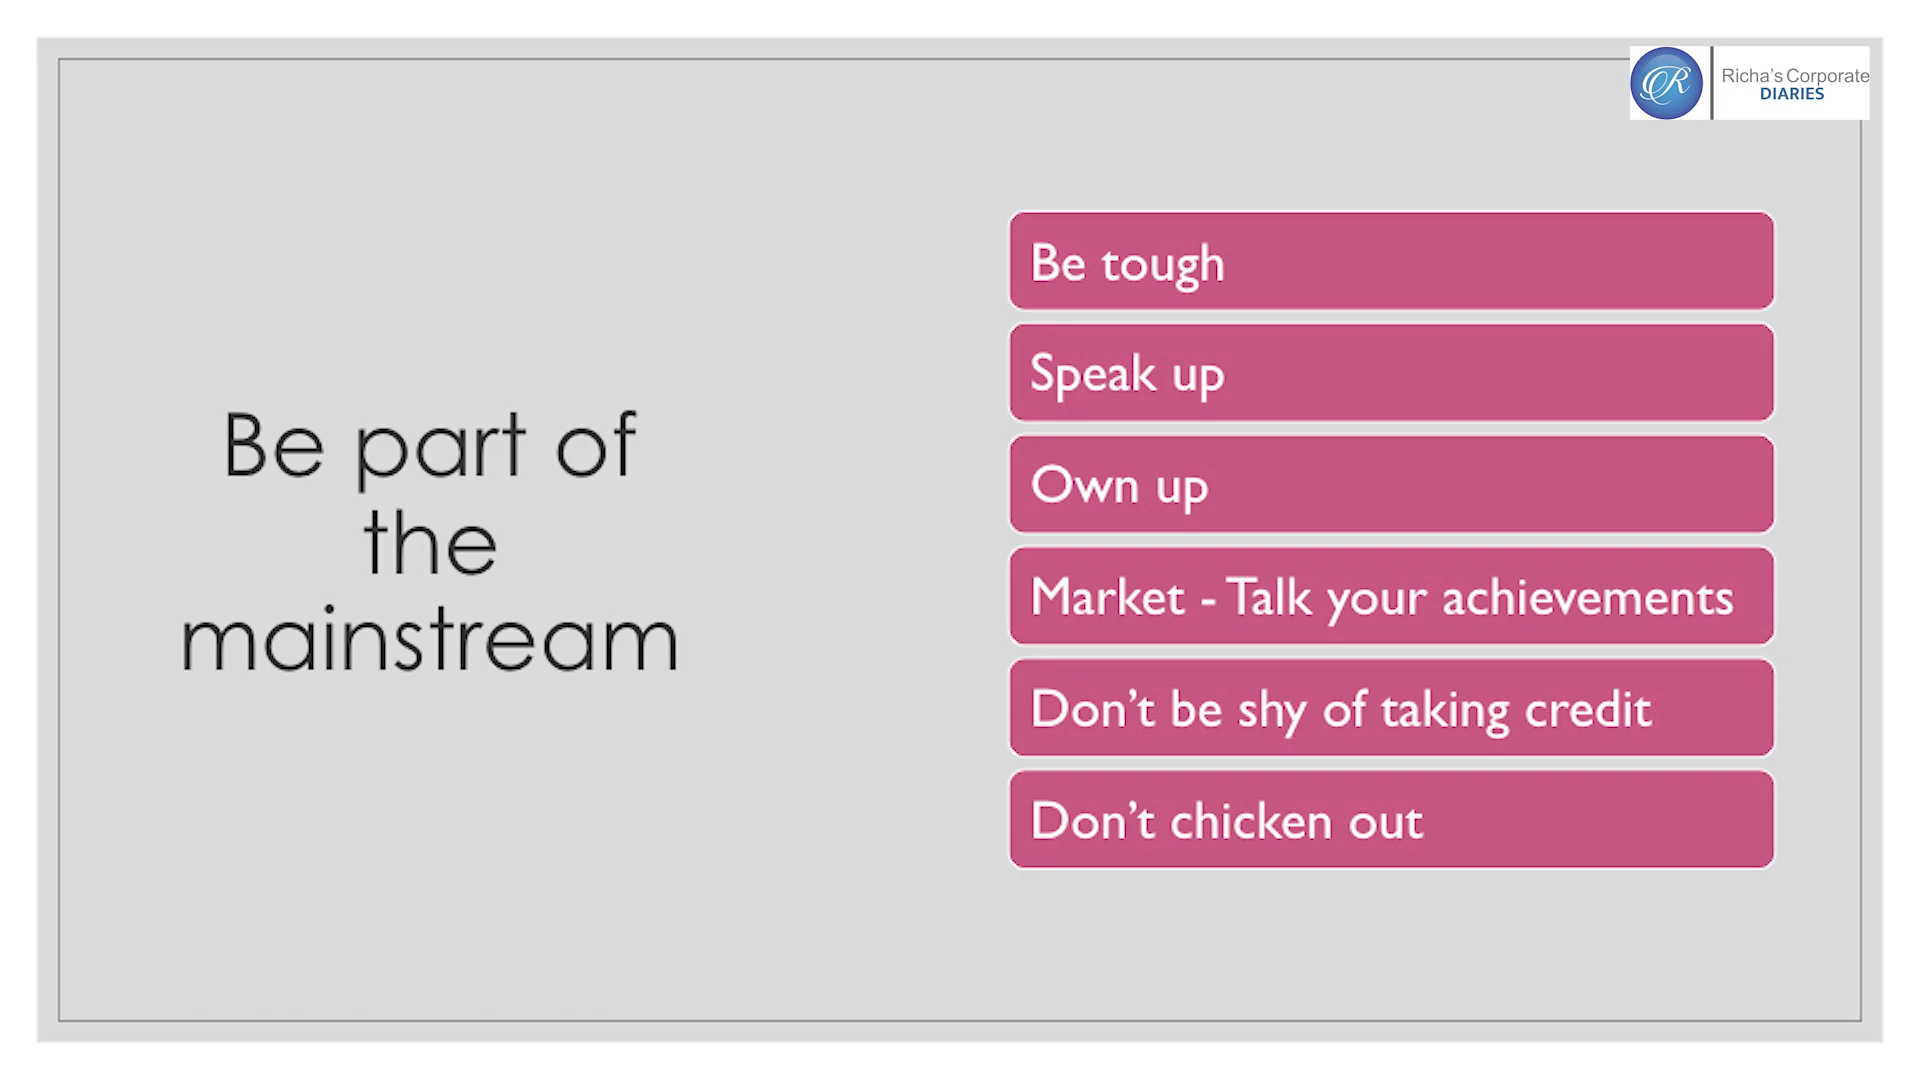 Richa's Corporate
DIARIES
Be part of
the
mainstream
Be tough
Speak up
Own up
Market - Talk your achievements
Don’t be shy of taking credit
Don’t chicken out